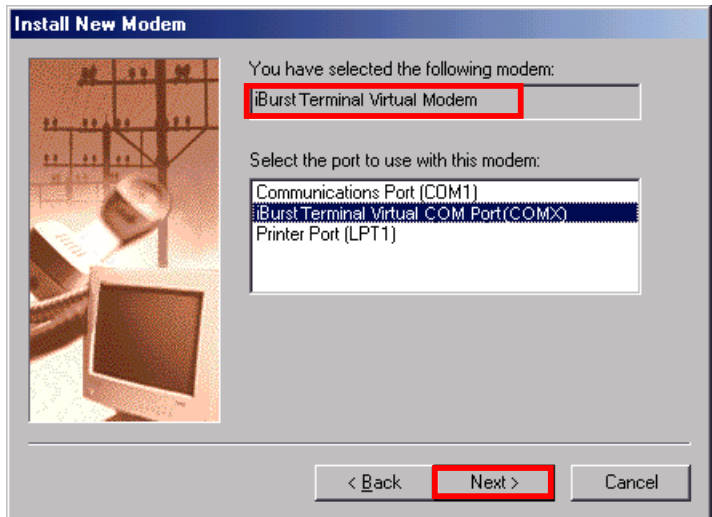 Install New Modem
You have selected the following modem:
iBurst Terminal Virtual Modem
Select the port to use with this modem:
Communications Port (COM1)
iBurst Terminal Virtual COM Port(COMX)
Printer Port (LPT1)
< Back
Next >
Cancel